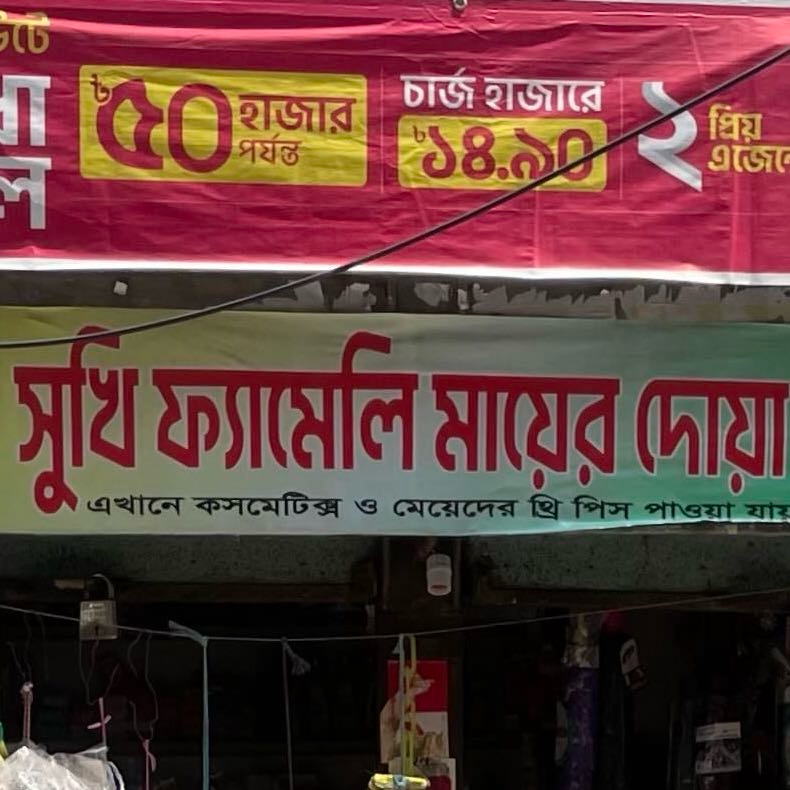 ৳৫০ হাজার পর্যন্ত
চার্জ হাজারে
৳১৪.৯০
২ প্রিয়
সুখি ফ্যামেলি মায়ের দোয়া
এখানে কসমেটিক্স ও মেয়েদের থ্রি পিস পাওয়া যায়